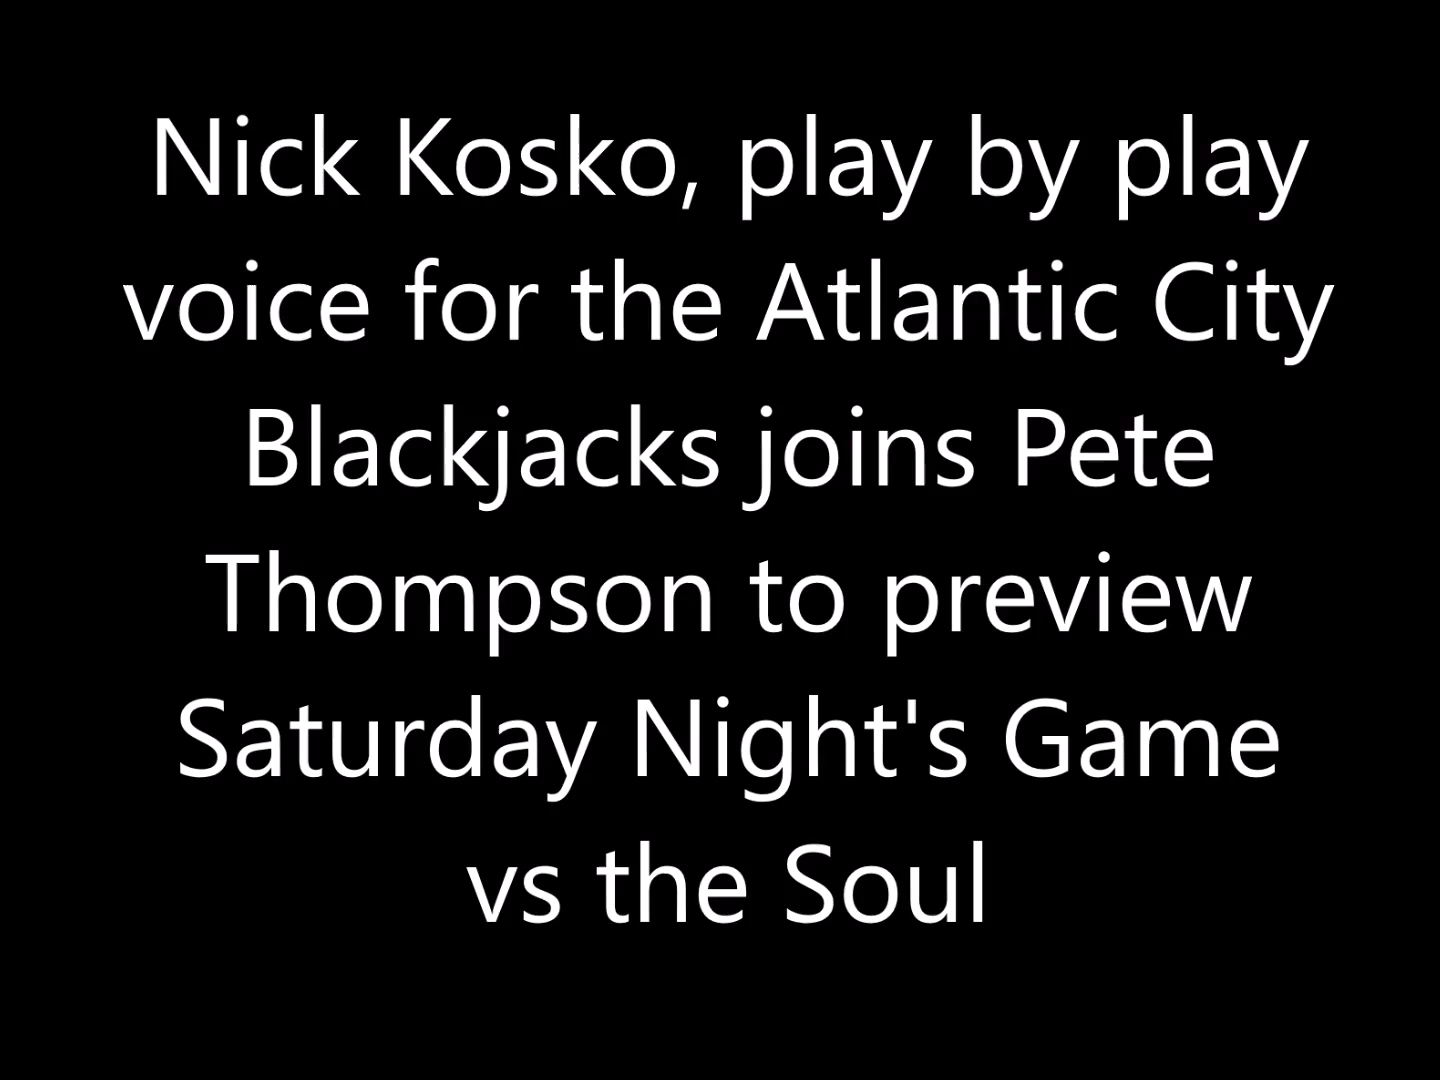 Nick Kosko, play by play
voice for the Atlantic City
Blackjacks joins Pete
Thompson to preview
Saturday Night's Game
vs the Soul